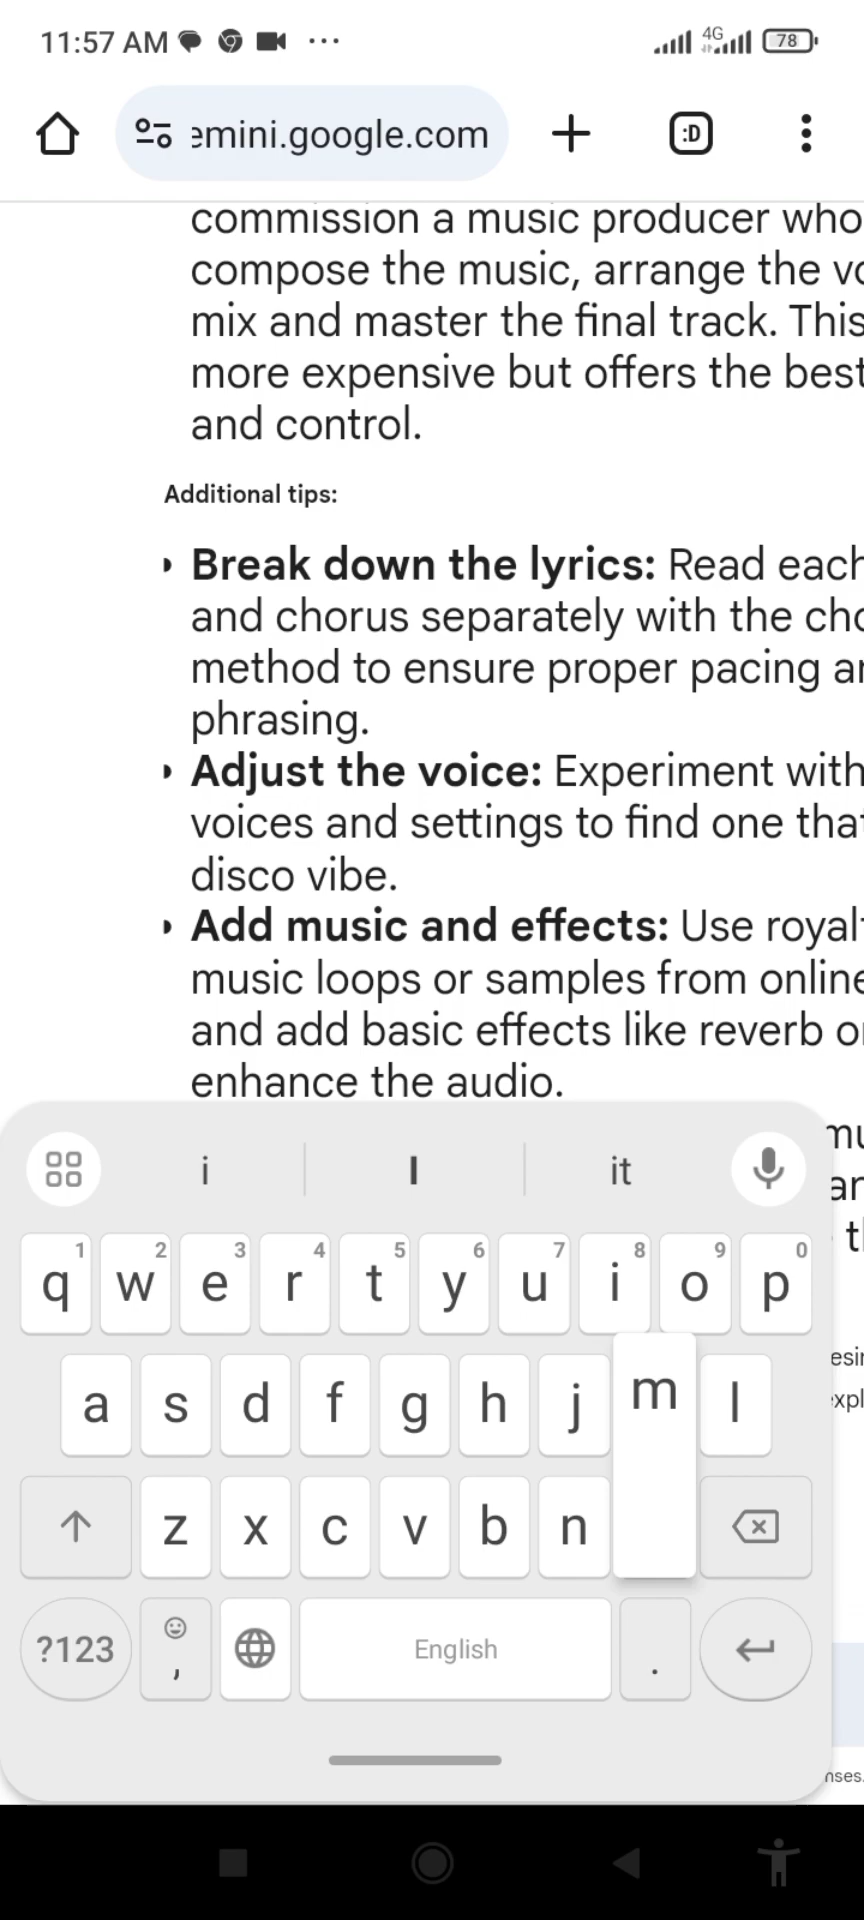 11:57 AM ... 4G 78
emini.google.com :D
commission a music producer who
compose the music, arrange the
mix and master the final track. This
more expensive but offers the best
and control.
Additional tips:
Break down the lyrics: Read each
and chorus separately with the
method to ensure proper pacing
phrasing.
Adjust the voice: Experiment with
voices and settings to find one that
disco vibe.
Add music and effects: Use
music loops or samples from online
and add basic effects like reverb
enhance the audio.
i I it
q 1 w 2 e 3 r 4 t 5 y 6 u 7 i 8 o 9 p 0
a s d f g h j m l
z x c v b n
?123 , English .